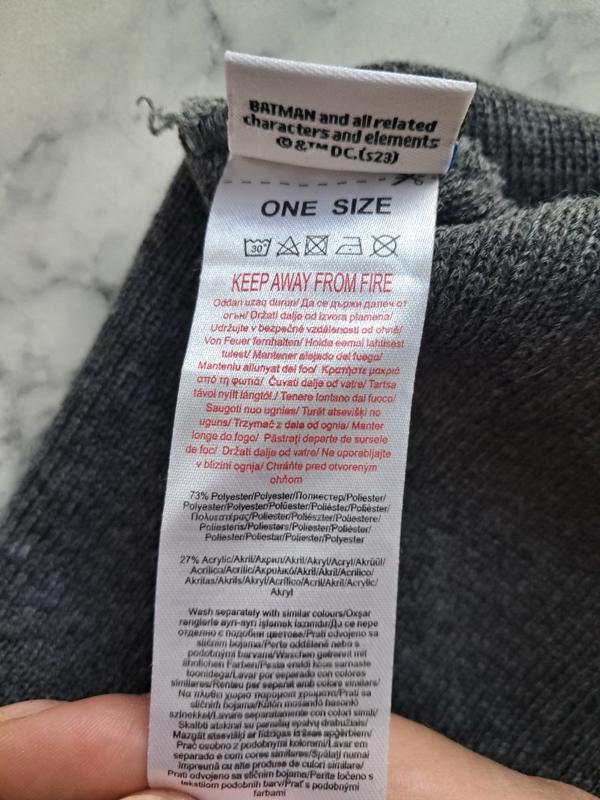 BATMAN and all related
characters and elements
©&™ DC.(s23)
ONE SIZE
30
KEEP AWAY FROM FIRE
Oddan uzaq durun/ Да се държи далеч от
огън/ Držati dalje od izvora plamena/
Udržujte v bezpečné vzdálenosti od ohně/
Von Feuer fernhalten/ Hoida eemal lahtisest
tulest/ Mantener alejado del fuego/
Manteniu allunyat del foc/ Κρατήστε μακριά
από τη φωτιά/ Čuvati dalje od vatre/ Tartsa
távol nyílt lángtól./ Tenere lontano dal fuoco/
Saugoti nuo ugnies/ Turēt atsevišķi no
uguns/ Trzymać z dala od ognia/ Manter
longe do fogo/ Păstrați departe de sursele
de foc/ Držati dalje od vatre/ Ne uporabljajte
v blizini ognja/ Chráňte pred otvoreným
ohňom
73% Polyester/Polyester/Полиестер/Poliester/
Polyester/Polyester/Polüester/Poliéster/Polièster/
Πολυεστέρας/Poliester/Poliészter/Poliestere/
Poliesteris/Poliesters/Poliester/Poliéster/
Poliester/Poliestar/Poliester/Polyester
27% Acrylic/Akril/Акрил/Akril/Akryl/Acryl/Akrüül/
Acrílico/Acrílic/Ακρυλικό/Akril/Akril/Acrilico/
Akrilas/Akrils/Akryl/Acrílico/Acril/Akril/Acrylic/
Akryl
Wash separately with similar colours/Oxşar
renglerle ayrı-ayrı işlemek lazımdır/Да се пере
отделно с подобни цветове/Prati odvojeno sa
sličnim bojama/Perte odděleně nebo s
podobnými barvami/Waschen getrennt mit
ähnlichen Farben/Pesta eraldi koos sarnaste
toonidega/Lavar por separado con colores
similares/Renteu per separat amb colors similars/
Να πλυθεί χωριά παρόμοια χρώματα/Prati sa
sličnim bojama/Külön mosandó hasonló
színekkel/Lavare separatamente con colori simili/
Skalbti atskirai su panašių spalvų drabužiais/
Mazgāt atsevišķi ar līdzīgas krāsas apģērbiem/
Prać osobno z podobnymi kolorami/Lavar em
separado e com cores similares/Spălați numai
împreună cu alte produse de culori similare/
Prati odvojeno sa sličnim bojama/Perite ločeno s
tekstilom podobnih barv/Prať s podobnými
farbami